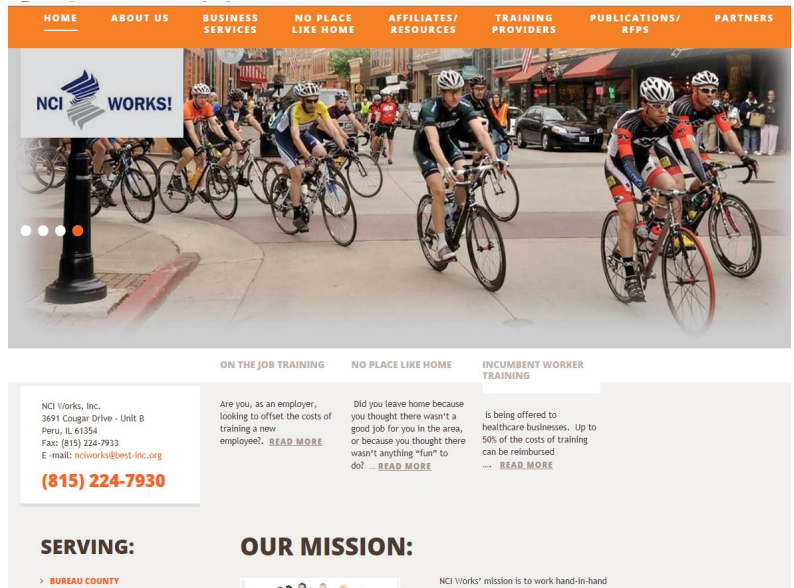 HOME
ABOUT US
BUSINESS
SERVICES
NO PLACE
LIKE HOME
AFFILIATES/
RESOURCES
TRAINING
PROVIDERS
PUBLICATIONS/
RFPS
PARTNERS
NCI WORKS!
ON THE JOB TRAINING
Are you, as an employer,
looking to offset the costs of
training a new
employee?. READ MORE
NO PLACE LIKE HOME
Did you leave home because
you thought there wasn't a
good job for you in the area,
or because you thought there
wasn't anything “fun” to
do? ... READ MORE
INCUMBENT WORKER
TRAINING
is being offered to
healthcare businesses. Up to
50% of the costs of training
can be reimbursed
.... READ MORE
NCI Works, Inc.
3691 Cougar Drive - Unit B
Peru, IL 61354
Fax: (815) 224-7933
E -mail: nciworks@best-inc.org
(815) 224-7930
SERVING:
› BUREAU COUNTY
OUR MISSION:
NCI Works' mission is to work hand-in-hand